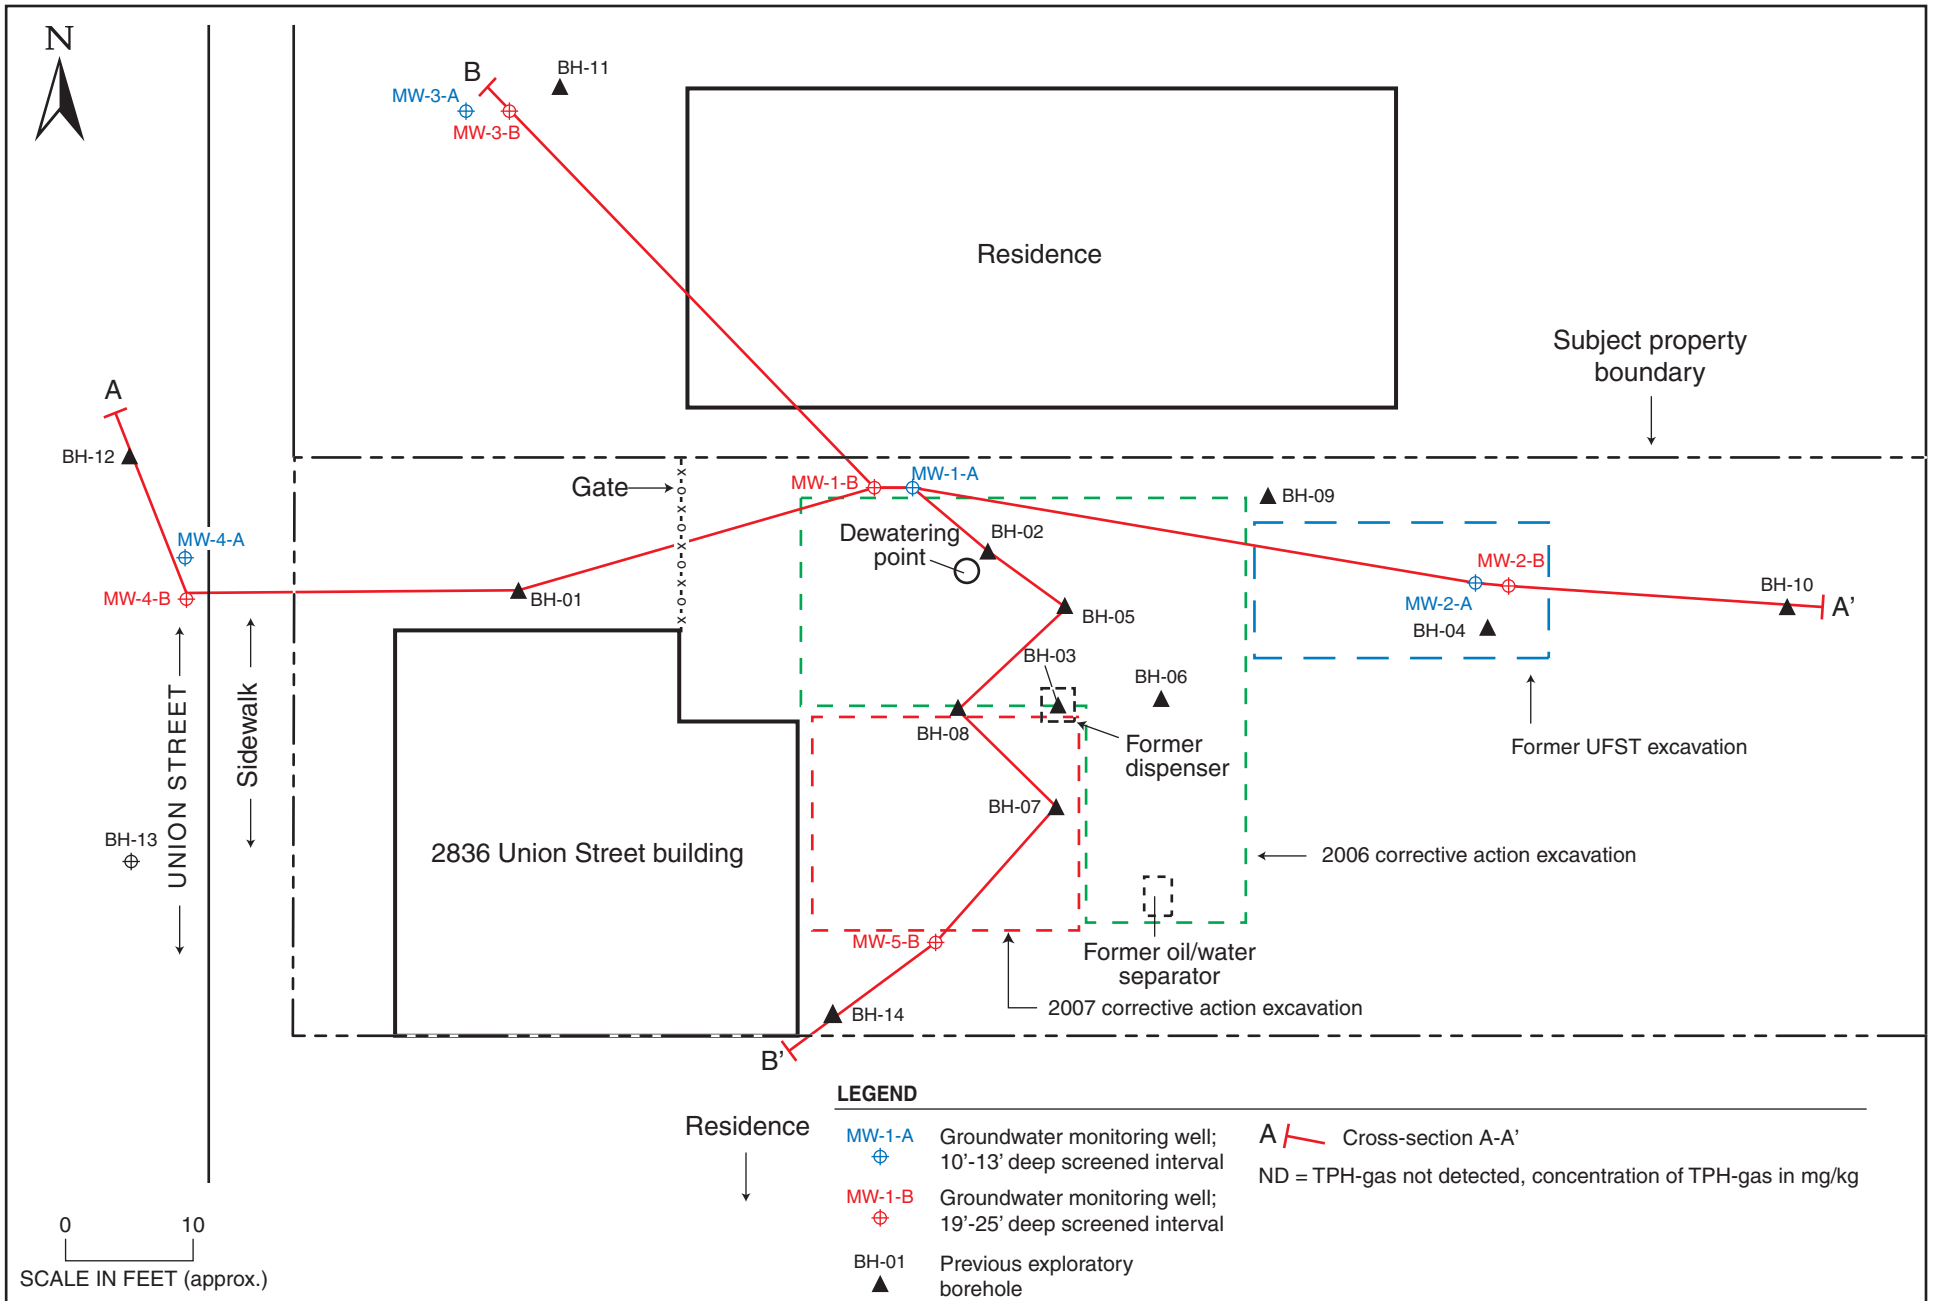 N
B
BH-11
MW-3-A
MW-3-B
Residence
Subject property
boundary
A
BH-12
Gate
x o x o x o x o x
MW-1-B
MW-1-A
BH-09
MW-4-A
Dewatering
point
BH-02
MW-2-B
MW-4-B
BH-01
BH-05
MW-2-A
BH-10
A’
BH-04
BH-03
BH-06
BH-08
Former
dispenser
Former UFST excavation
UNION STREET
Sidewalk
BH-07
BH-13
2836 Union Street building
2006 corrective action excavation
MW-5-B
Former oil/water
separator
2007 corrective action excavation
BH-14
B’
Residence
LEGEND
MW-1-A
Groundwater monitoring well;
10’-13’ deep screened interval
MW-1-B
Groundwater monitoring well;
19’-25’ deep screened interval
BH-01
Previous exploratory
borehole
A
Cross-section A-A’
ND = TPH-gas not detected, concentration of TPH-gas in mg/kg
0 10
SCALE IN FEET (approx.)